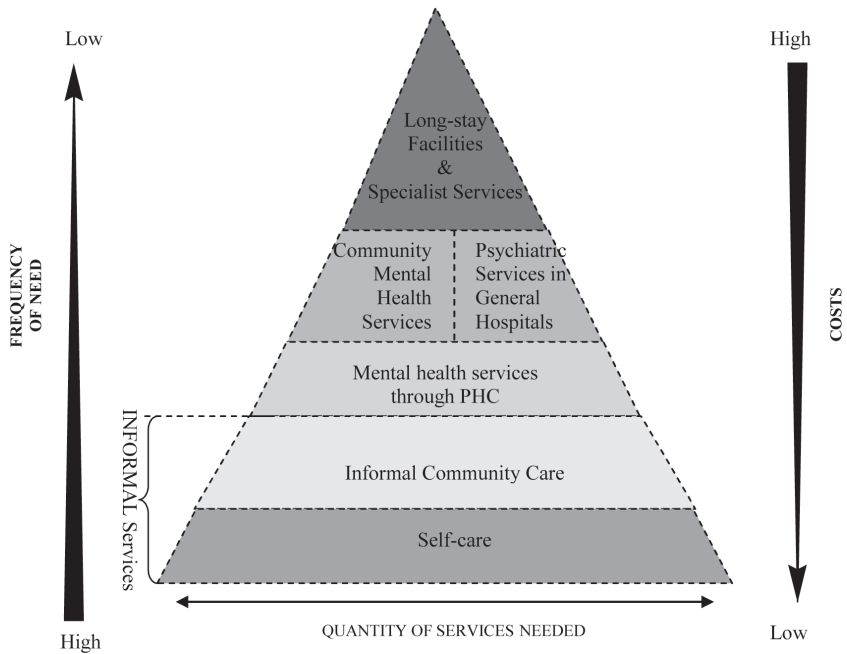 Low
High
Long-stay
Facilities
&
Specialist Services
Community
Mental
Health
Services
Psychiatric
Services in
General
Hospitals
FREQUENCY
OF NEED
COSTS
Mental health services
through PHC
INFORMAL Services
Informal Community Care
Self-care
QUANTITY OF SERVICES NEEDED
High
Low